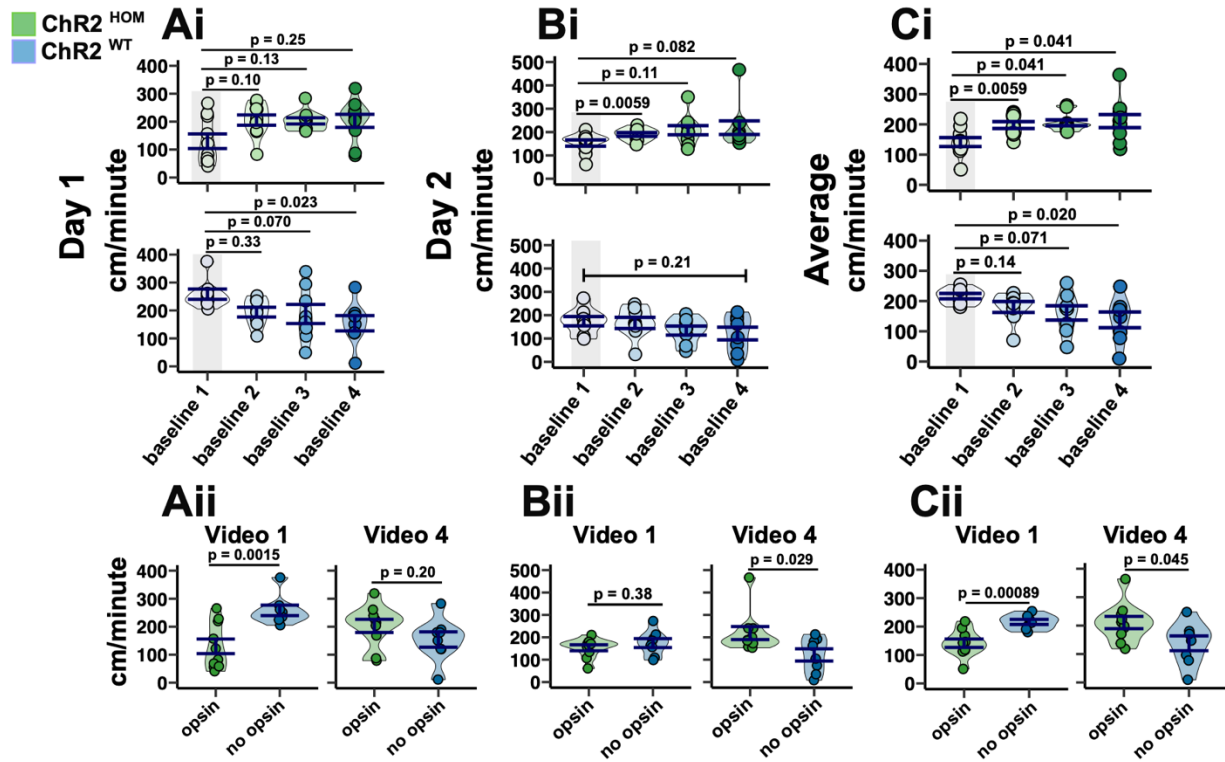 ChR2 HOM
ChR2 WT
Ai
Bi
Ci
p = 0.25
p = 0.13
p = 0.10
400
300
200
100
0
Day 1
cm/minute
p = 0.023
p = 0.070
p = 0.33
400
300
200
100
0
baseline 1
baseline 2
baseline 3
baseline 4
p = 0.082
p = 0.11
p = 0.0059
500
400
300
200
100
0
Day 2
cm/minute
500
400
300
200
100
0
p = 0.21
baseline 1
baseline 2
baseline 3
baseline 4
p = 0.041
p = 0.041
p = 0.0059
400
300
200
100
0
Average
cm/minute
p = 0.020
p = 0.071
p = 0.14
400
300
200
100
0
baseline 1
baseline 2
baseline 3
baseline 4
Aii
Video 1
Video 4
p = 0.0015
p = 0.20
cm/minute
400
300
200
100
0
opsin
no opsin
opsin
no opsin
Bii
Video 1
Video 4
p = 0.38
p = 0.029
500
400
300
200
100
0
opsin
no opsin
opsin
no opsin
Cii
Video 1
Video 4
p = 0.00089
p = 0.045
400
300
200
100
0
opsin
no opsin
opsin
no opsin